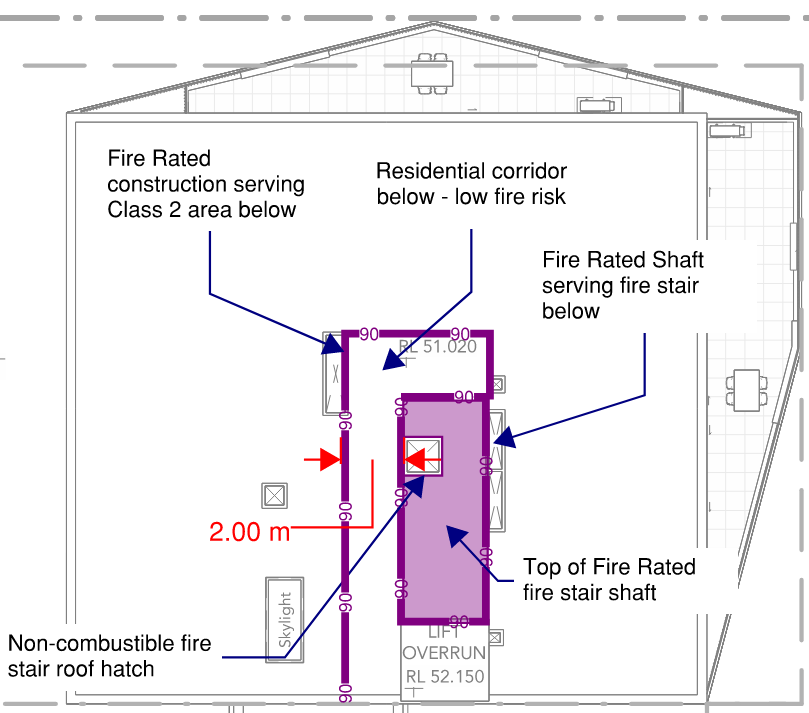 Fire Rated
construction serving
Class 2 area below
Residential corridor
below - low fire risk
Fire Rated Shaft
serving fire stair
below
90
90
RL 51.020
90
90
90
90
90
90
90
2.00 m
90
90
90
90
90
Top of Fire Rated
fire stair shaft
Skylight
LIFT
OVERRUN
RL 52.150
Non-combustible fire
stair roof hatch